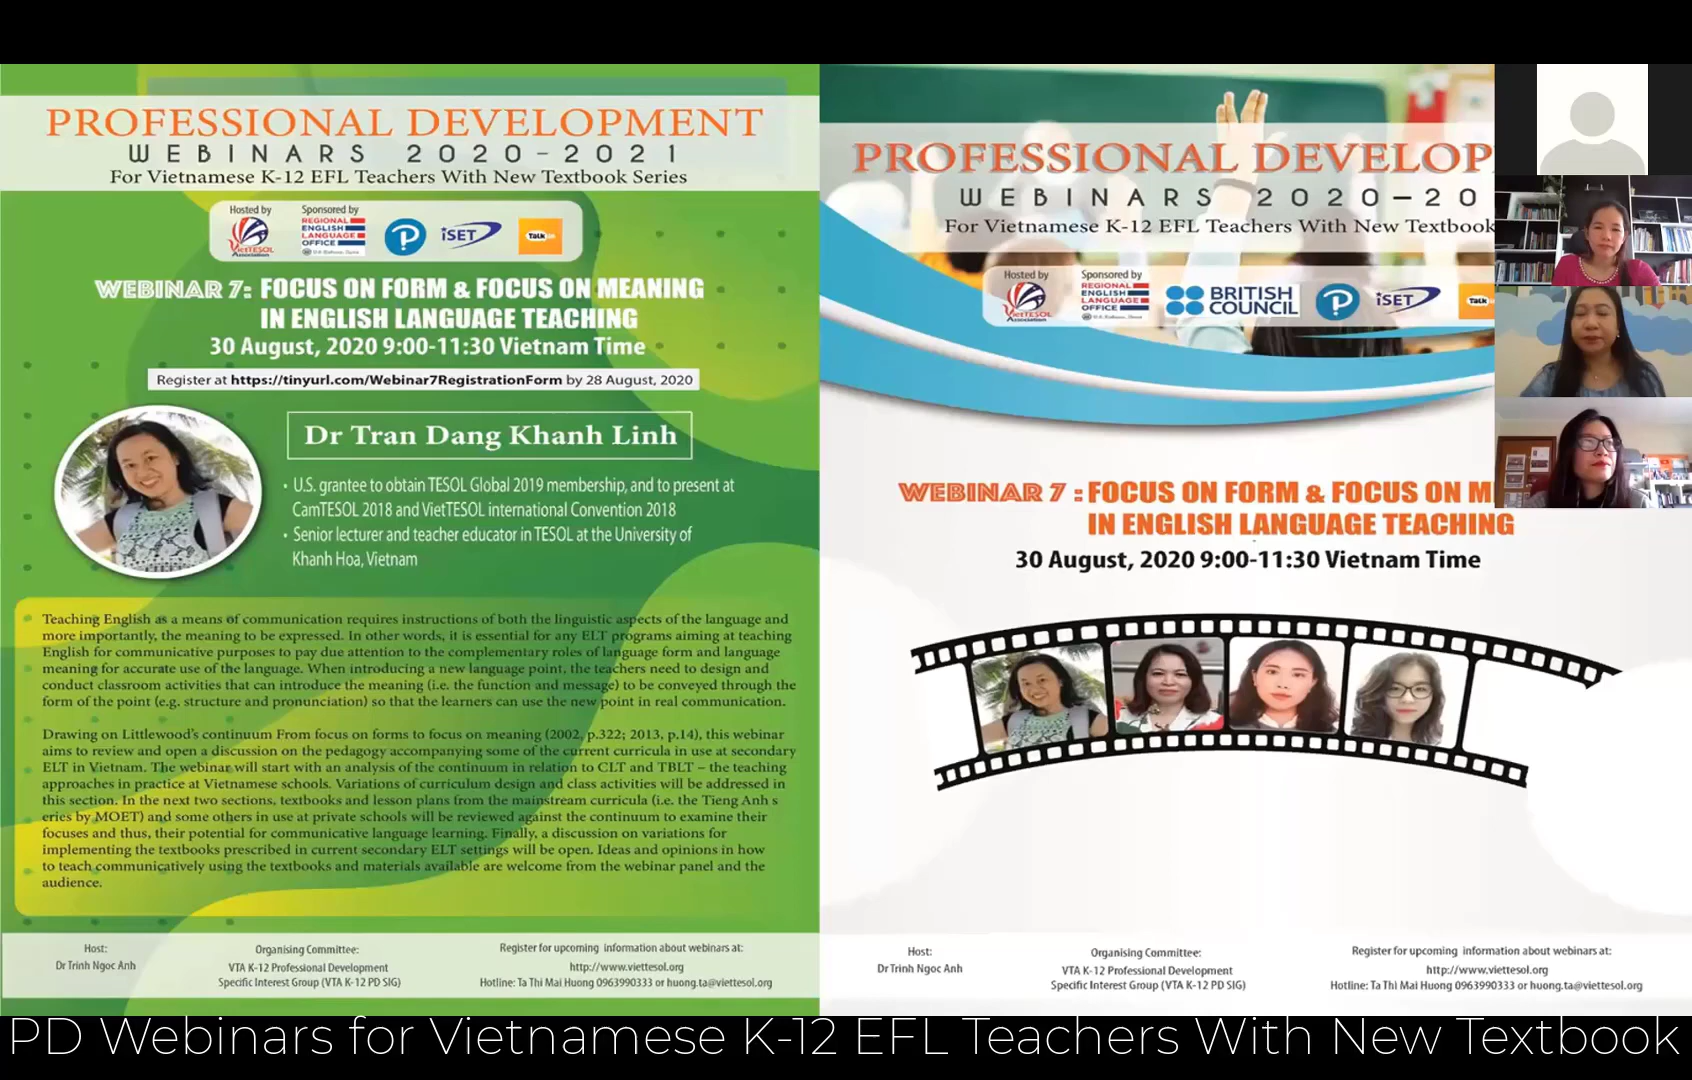 PROFESSIONAL DEVELOPMENT
WEBINARS 2020-2021
For Vietnamese K-12 EFL Teachers With New Textbook Series
Hosted by
Sponsored by
VietTESOL
Association
REGIONAL
ENGLISH
LANGUAGE
OFFICE
iSET
Talk
WEBINAR 7: FOCUS ON FORM & FOCUS ON MEANING
IN ENGLISH LANGUAGE TEACHING
30 August, 2020 9:00-11:30 Vietnam Time
Register at https://tinyurl.com/Webinar7RegistrationForm by 28 August, 2020
Dr Tran Dang Khanh Linh
• U.S. grantee to obtain TESOL Global 2019 membership, and to present at
CamTESOL 2018 and VietTESOL international Convention 2018
• Senior lecturer and teacher educator in TESOL at the University of
Khanh Hoa, Vietnam
Teaching English as a means of communication requires instructions of both the linguistic aspects of the language and
more importantly, the meaning to be expressed. In other words, it is essential for any ELT programs aiming at teaching
English for communicative purposes to pay due attention to the complementary roles of language form and language
meaning for accurate use of the language. When introducing a new language point, the teachers need to design and
conduct classroom activities that can introduce the meaning (i.e. the function and message) to be conveyed through the
form of the point (e.g. structure and pronunciation) so that the learners can use the new point in real communication.
Drawing on Littlewood's continuum From focus on forms to focus on meaning (2002, p.322; 2013, p.14), this webinar
aims to review and open a discussion on the pedagogy accompanying some of the current curricula in use at secondary
ELT in Vietnam. The webinar will start with an analysis of the continuum in relation to CLT and TBLT – the teaching
approaches in practice at Vietnamese schools. Variations of curriculum design and class activities will be addressed in
this section. In the next two sections, textbooks and lesson plans from the mainstream curricula (i.e. the Tieng Anh s
eries by MOET) and some others in use at private schools will be reviewed against the continuum to examine their
focuses and thus, their potential for communicative language learning. Finally, a discussion on variations for
implementing the textbooks prescribed in current secondary ELT settings will be open. Ideas and opinions in how
to teach communicatively using the textbooks and materials available are welcome from the webinar panel and the
audience.
Host:
Dr Trinh Ngoc Anh
Organising Committee:
VTA K-12 Professional Development
Specific Interest Group (VTA K-12 PD SIG)
Register for upcoming information about webinars at:
http://www.viettesol.org
Hotline: Ta Thi Mai Huong 0963990333 or huong.ta@viettesol.org
PROFESSIONAL DEVELOP
WEBINARS 2020-20
For Vietnamese K-12 EFL Teachers With New Textbook
Hosted by
Sponsored by
VietTESOL
Association
REGIONAL
ENGLISH
LANGUAGE
OFFICE
BRITISH
COUNCIL
iSET
Talk
WEBINAR 7 : FOCUS ON FORM & FOCUS ON M
IN ENGLISH LANGUAGE TEACHING
30 August, 2020 9:00-11:30 Vietnam Time
Host:
Dr Trinh Ngoc Anh
Organising Committee:
VTA K-12 Professional Development
Specific Interest Group (VTA K-12 PD SIG)
Register for upcoming information about webinars at:
http://www.viettesol.org
Hotline: Ta Thi Mai Huong 0963990333 or huong.ta@viettesol.org
PD Webinars for Vietnamese K-12 EFL Teachers With New Textbook